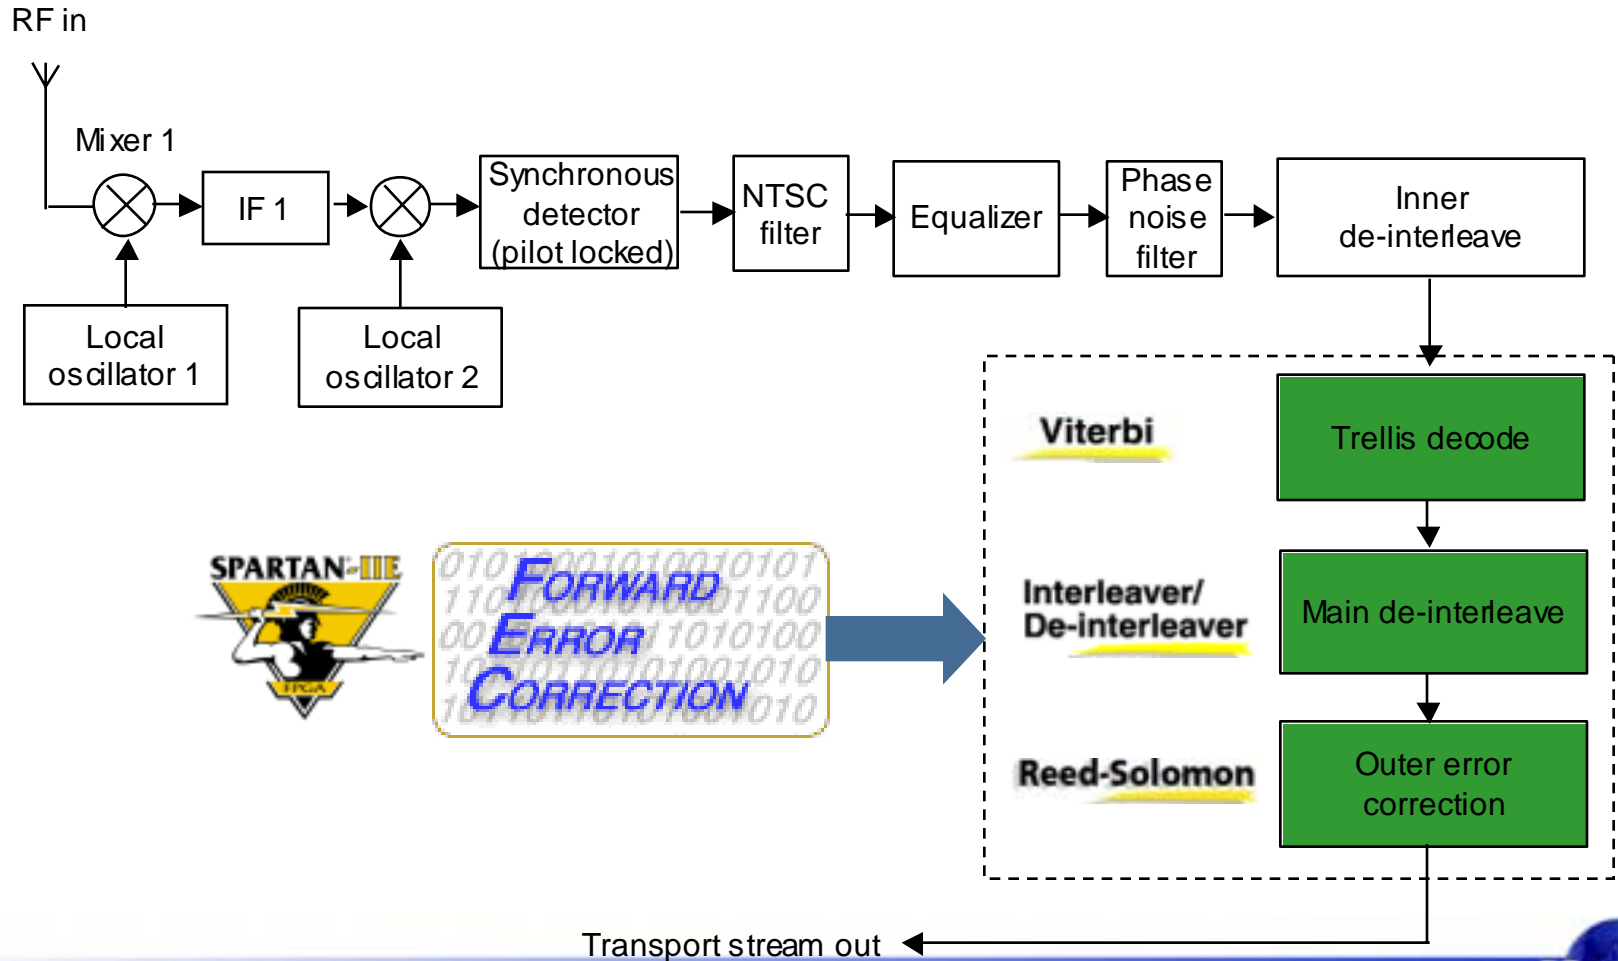 RF in
Mixer 1
IF 1
Synchronous
detector
(pilot locked)
NTSC
filter
Equalizer
Phase
noise
filter
Inner
de-interleave
Local
oscillator 1
Local
oscillator 2
Viterbi
Trellis decode
SPARTAN-IIE
FPGA
FORWARD
ERROR
CORRECTION
Interleaver/
De-interleaver
Main de-interleave
Reed-Solomon
Outer error
correction
Transport stream out